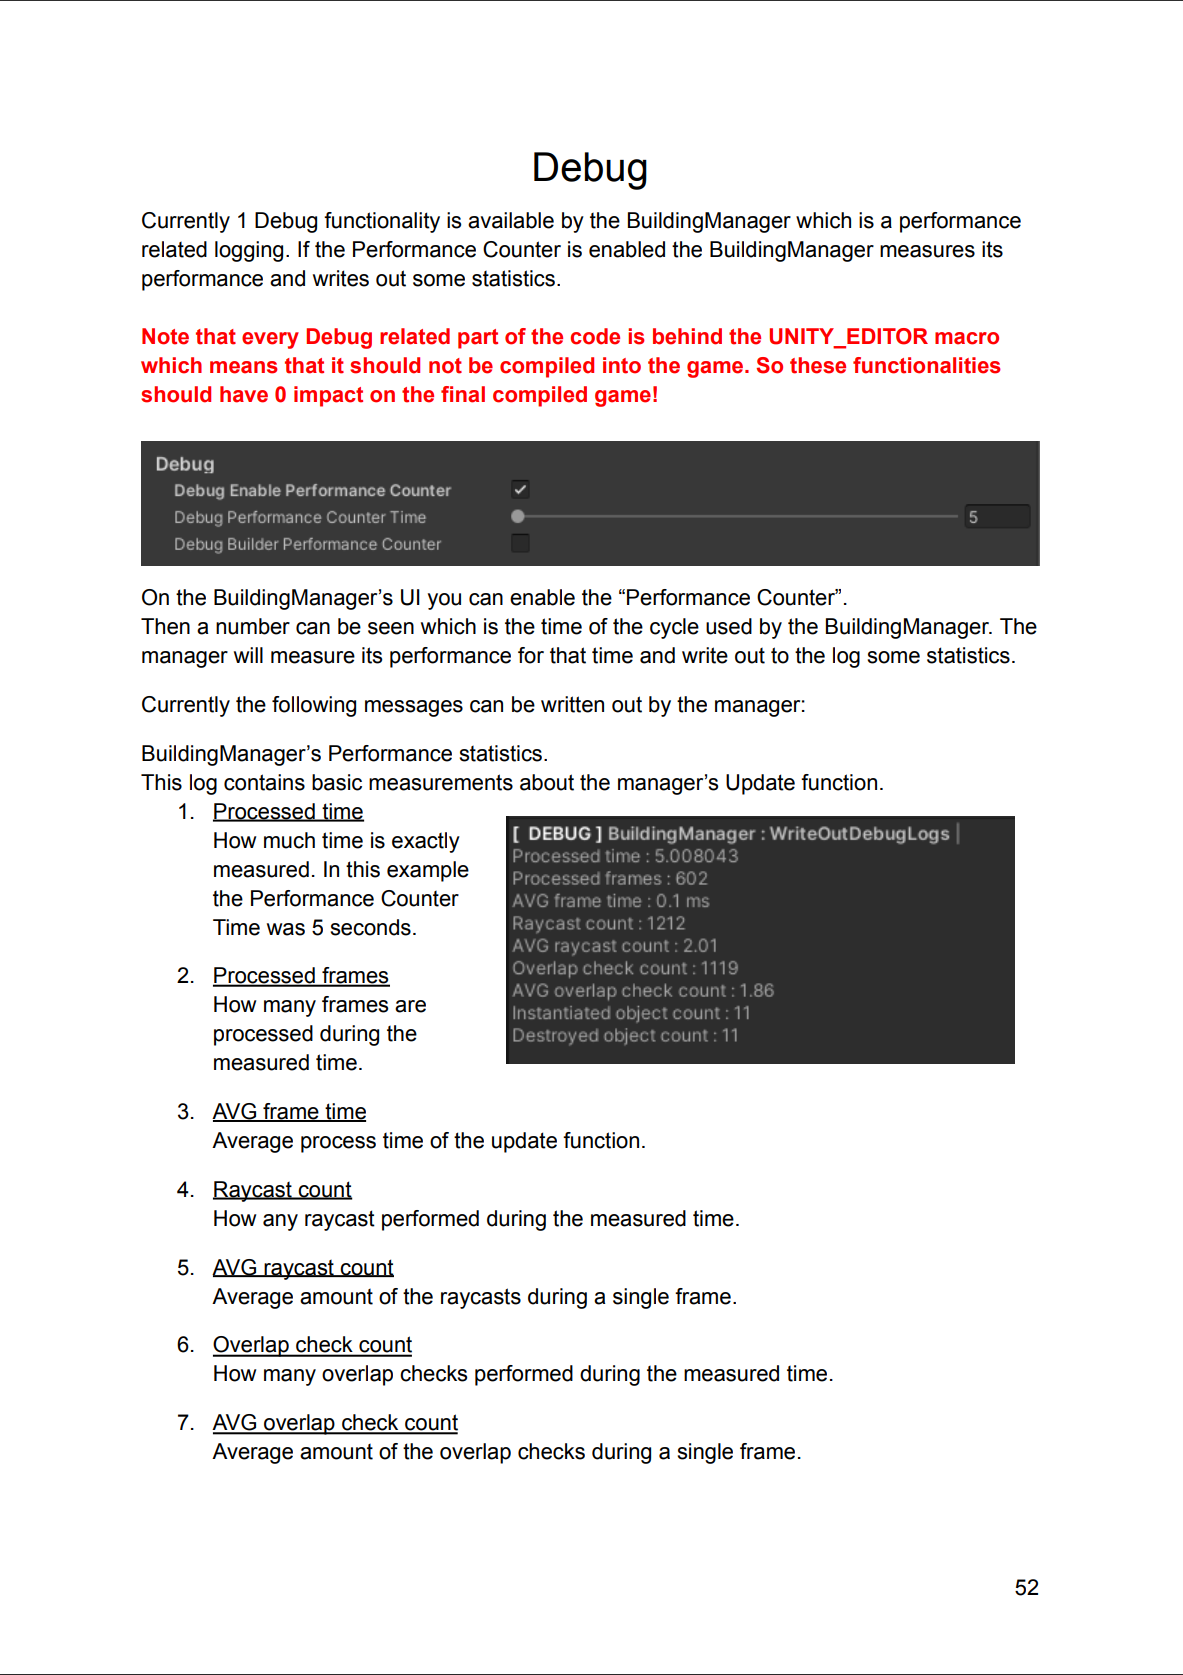 Debug
Currently 1 Debug functionality is available by the BuildingManager which is a performance
related logging. If the Performance Counter is enabled the BuildingManager measures its
performance and writes out some statistics.
Note that every Debug related part of the code is behind the UNITY_EDITOR macro
which means that it should not be compiled into the game. So these functionalities
should have 0 impact on the final compiled game!
Debug
Debug Enable Performance Counter
Debug Performance Counter Time 5
Debug Builder Performance Counter
On the BuildingManager’s UI you can enable the “Performance Counter”.
Then a number can be seen which is the time of the cycle used by the BuildingManager. The
manager will measure its performance for that time and write out to the log some statistics.
Currently the following messages can be written out by the manager:
BuildingManager’s Performance statistics.
This log contains basic measurements about the manager’s Update function.
1. Processed time
How much time is exactly
measured. In this example
the Performance Counter
Time was 5 seconds.
2. Processed frames
How many frames are
processed during the
measured time.
[ DEBUG ] BuildingManager : WriteOutDebugLogs |
Processed time : 5.008043
Processed frames : 602
AVG frame time : 0.1 ms
Raycast count : 1212
AVG raycast count : 2.01
Overlap check count : 1119
AVG overlap check count : 1.86
Instantiated object count : 11
Destroyed object count : 11
3. AVG frame time
Average process time of the update function.
4. Raycast count
How any raycast performed during the measured time.
5. AVG raycast count
Average amount of the raycasts during a single frame.
6. Overlap check count
How many overlap checks performed during the measured time.
7. AVG overlap check count
Average amount of the overlap checks during a single frame.
52